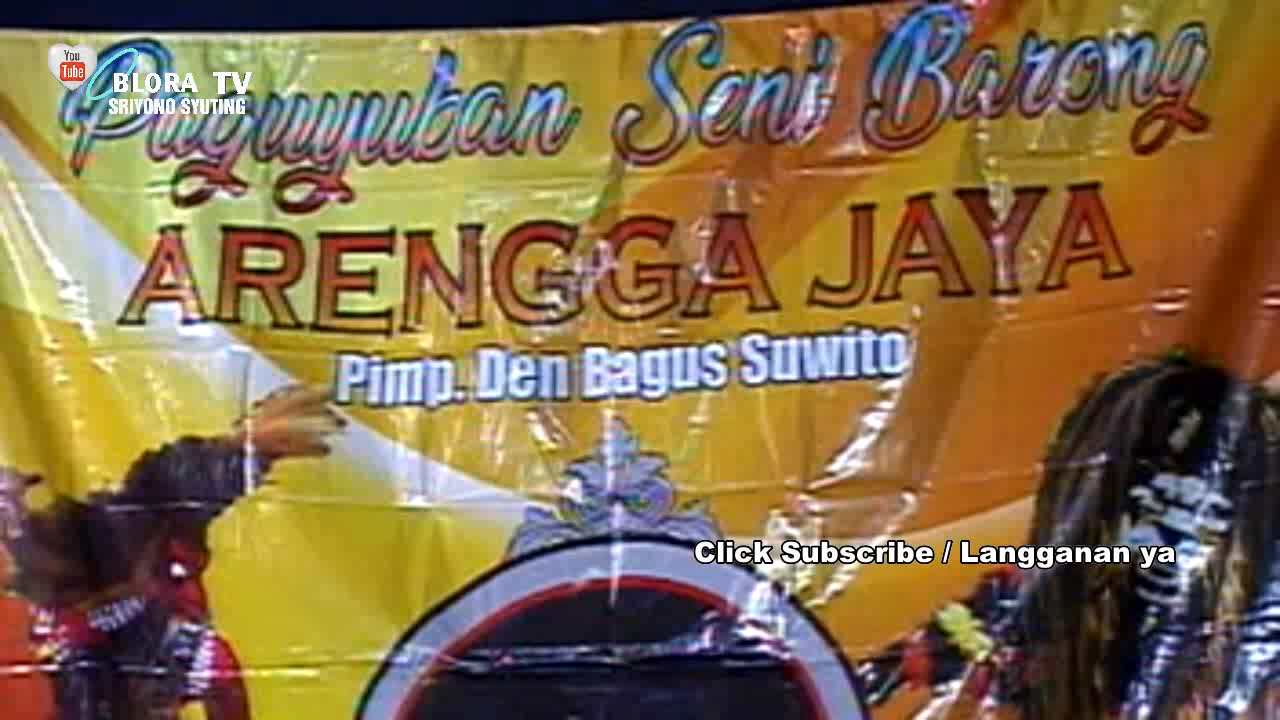 You
Tube
BLORA TV
SRIYONO SYUTING
Paguyuban Seni Barong
ARENGGA JAYA
Pimp. Den Bagus Suwito
Click Subscribe / Langganan ya